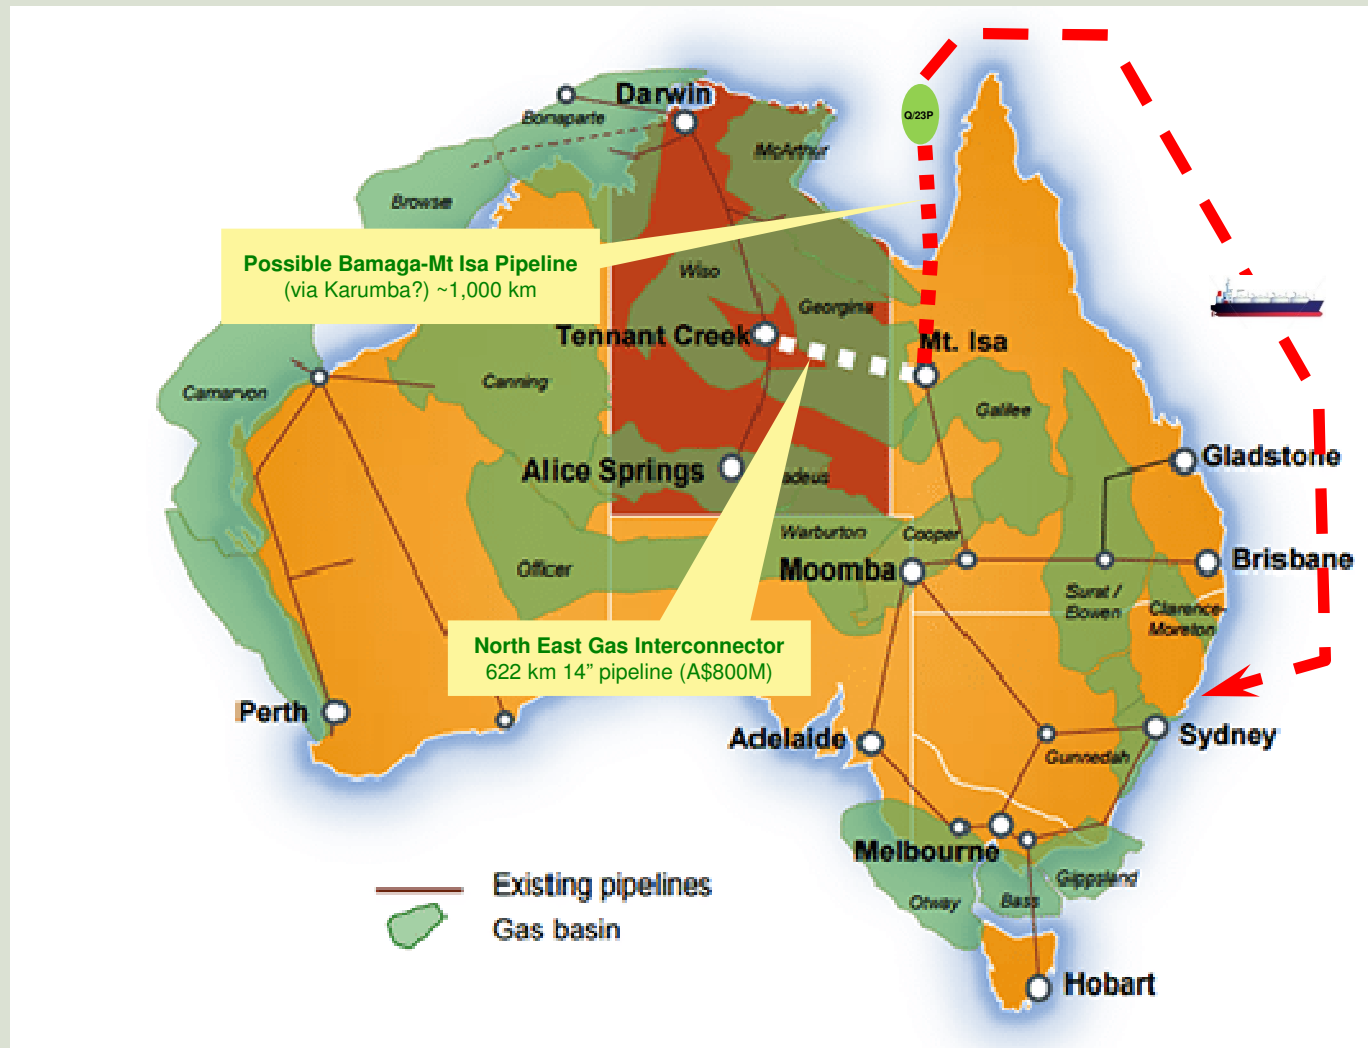 Darwin
Bonaparte
Q/23P
McArthur
Browse
Possible Bamaga-Mt Isa Pipeline
(via Karumba?) ~1,000 km
Wiso
Georgina
Tennant Creek
Mt. Isa
Carnarvon
Canning
Galilee
Gladstone
Alice Springs
adeus
Warburton
Cooper
Brisbane
Officer
Moomba
Surat /
Bowen
Clarence-
Moreton
North East Gas Interconnector
622 km 14” pipeline (A$800M)
Perth
Adelaide
Sydney
Gunnedah
Melbourne
Existing pipelines
Gippsland
Otway
Bass
Gas basin
Hobart